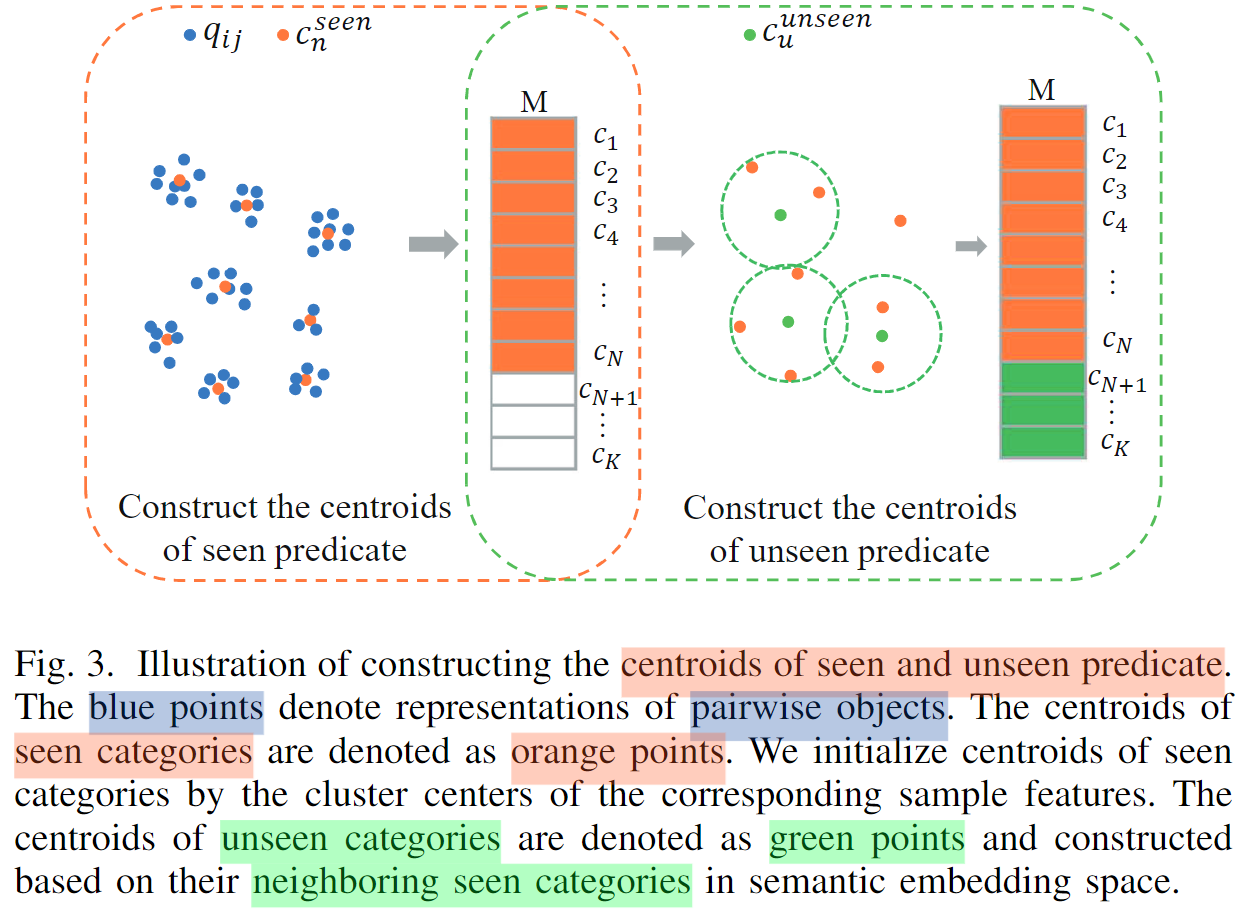 q_{ij} c_n^{seen} c_u^{unseen}
M
c_1
c_2
c_3
c_4
⋮
c_N
c_{N+1}
⋮
c_K
M
c_1
c_2
c_3
c_4
⋮
c_N
c_{N+1}
⋮
c_K
Construct the centroids
of seen predicate
Construct the centroids
of unseen predicate
Fig. 3. Illustration of constructing the centroids of seen and unseen predicate.
The blue points denote representations of pairwise objects. The centroids of
seen categories are denoted as orange points. We initialize centroids of seen
categories by the cluster centers of the corresponding sample features. The
centroids of unseen categories are denoted as green points and constructed
based on their neighboring seen categories in semantic embedding space.